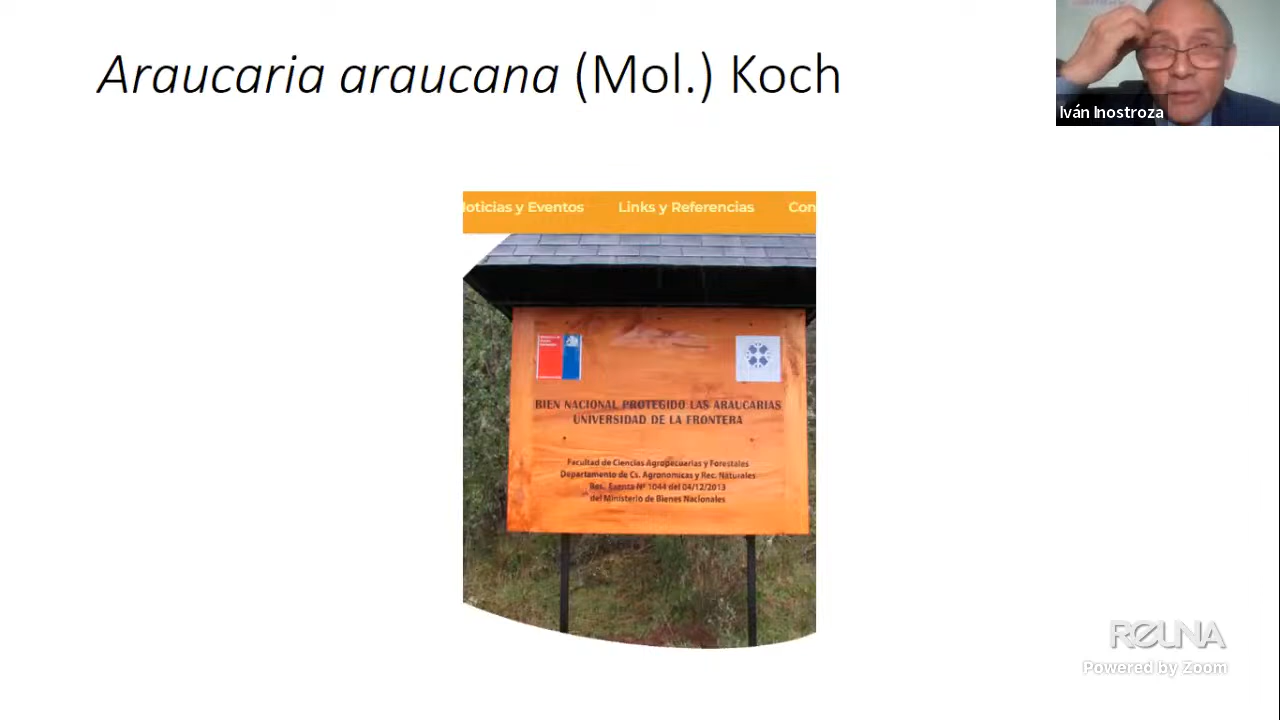 Araucaria araucana (Mol.) Koch
Iván Inostroza
oticias y Eventos Links y Referencias Con
BIEN NACIONAL PROTEGIDO LAS ARAUCARIAS
UNIVERSIDAD DE LA FRONTERA
Facultad de Ciencias Agropecuarias y Forestales
Departamento de Cs. Agronomicas y Rec. Naturales
Res. Exenta Nº 1044 del 04/12/2013
del Ministerio de Bienes Nacionales
REUNA
Powered by Zoom